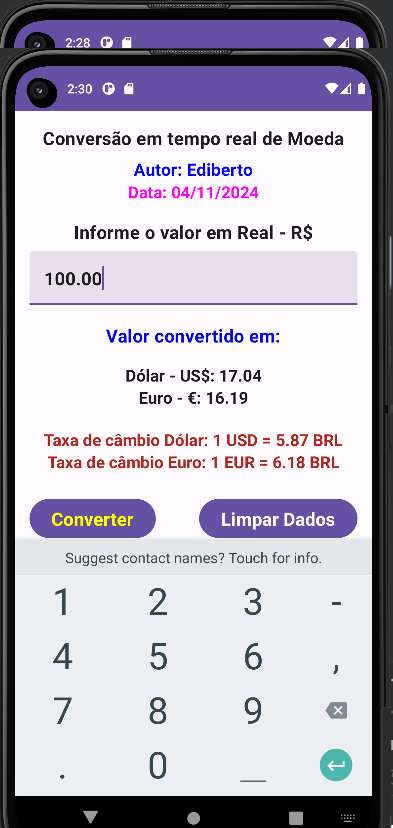 2:28
2:30
Conversão em tempo real de Moeda
Autor: Ediberto
Data: 04/11/2024
Informe o valor em Real - R$
100.00
Valor convertido em:
Dólar - US$: 17.04
Euro - €: 16.19
Taxa de câmbio Dólar: 1 USD = 5.87 BRL
Taxa de câmbio Euro: 1 EUR = 6.18 BRL
Converter Limpar Dados
Suggest contact names? Touch for info.
1 2 3 -
4 5 6 ,
7 8 9
. 0 _